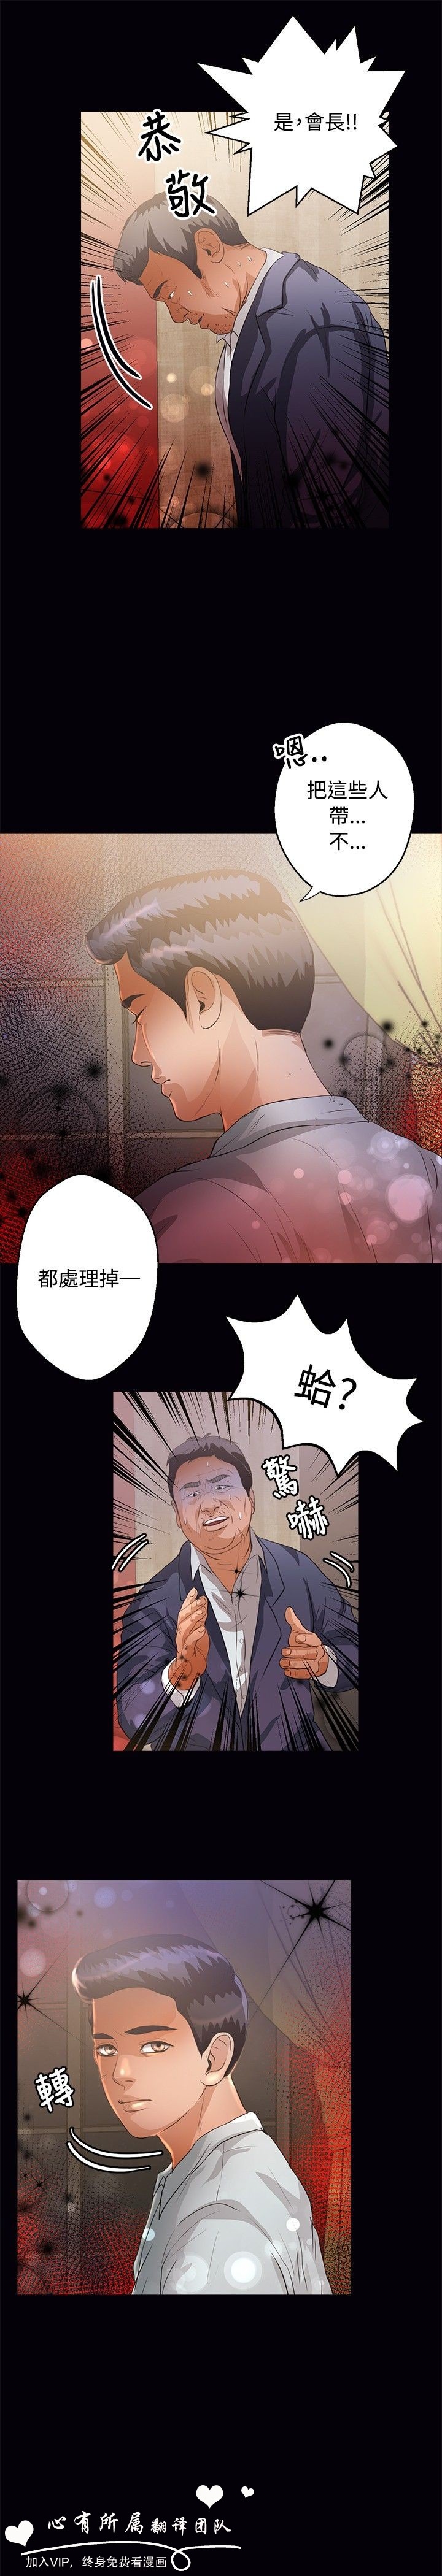 是，會長!!
恭
敬
嗯..
把這些人
帶...
不...
都處理掉—
蛤?
驚
嚇
轉
心有所属翻译团队
加入VIP，终身免费看漫画